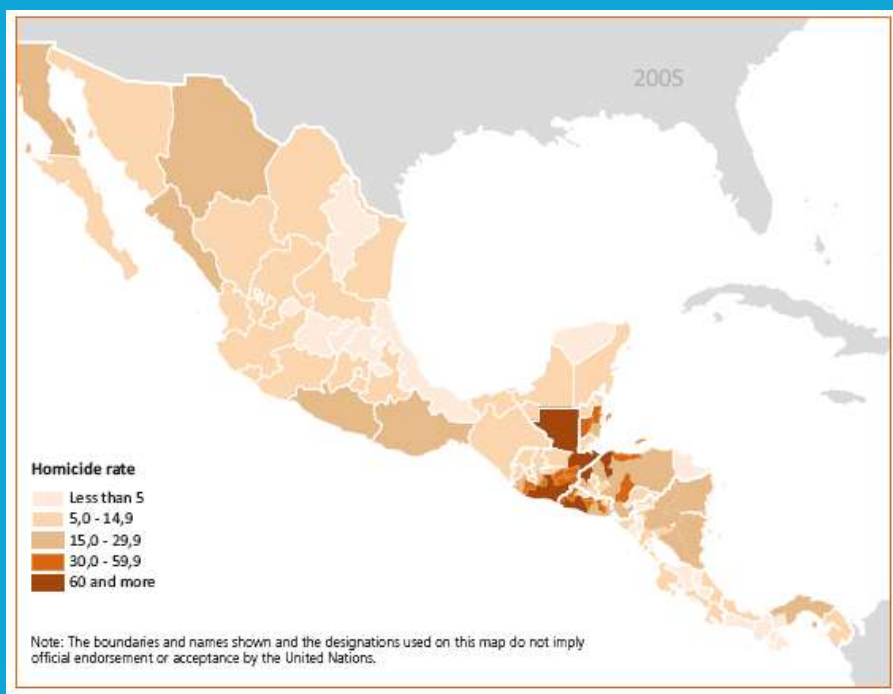 2005
Homicide rate
Less than 5
5,0 - 14,9
15,0 - 29,9
30,0 - 59,9
60 and more
Note: The boundaries and names shown and the designations used on this map do not imply
official endorsement or acceptance by the United Nations.